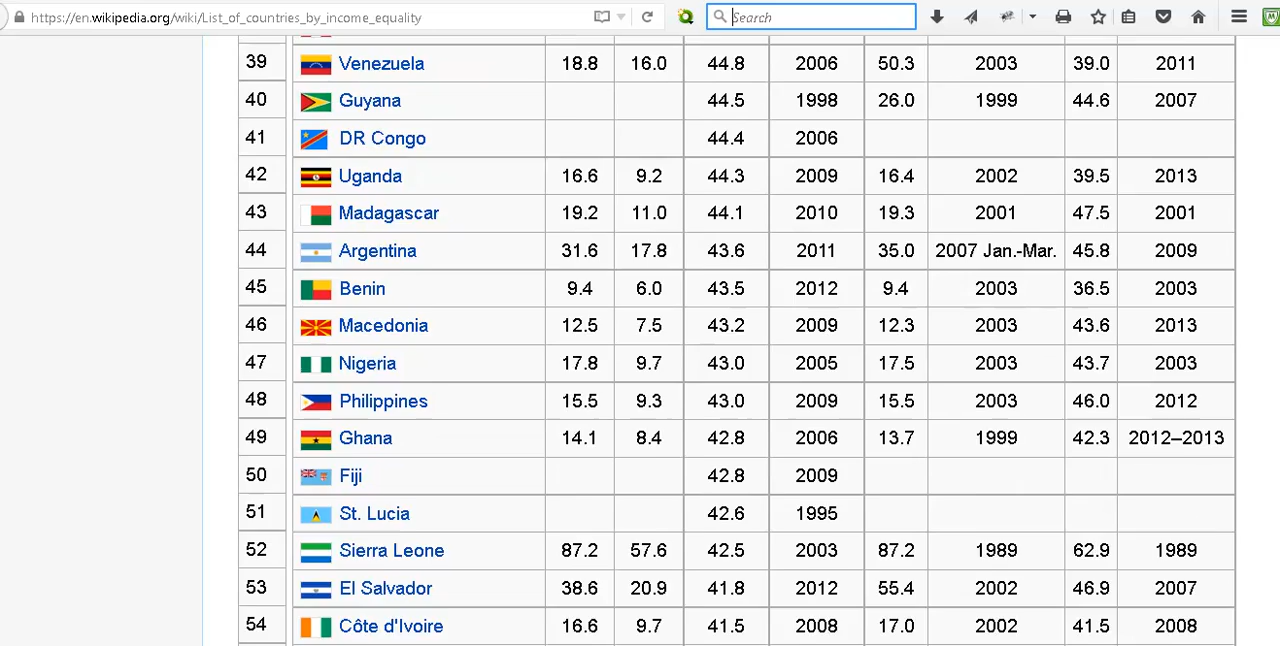 https://en.wikipedia.org/wiki/List_of_countries_by_income_equality Search
39 Venezuela 18.8 16.0 44.8 2006 50.3 2003 39.0 2011
40 Guyana 44.5 1998 26.0 1999 44.6 2007
41 DR Congo 44.4 2006
42 Uganda 16.6 9.2 44.3 2009 16.4 2002 39.5 2013
43 Madagascar 19.2 11.0 44.1 2010 19.3 2001 47.5 2001
44 Argentina 31.6 17.8 43.6 2011 35.0 2007 Jan.-Mar. 45.8 2009
45 Benin 9.4 6.0 43.5 2012 9.4 2003 36.5 2003
46 Macedonia 12.5 7.5 43.2 2009 12.3 2003 43.6 2013
47 Nigeria 17.8 9.7 43.0 2005 17.5 2003 43.7 2003
48 Philippines 15.5 9.3 43.0 2009 15.5 2003 46.0 2012
49 Ghana 14.1 8.4 42.8 2006 13.7 1999 42.3 2012–2013
50 Fiji 42.8 2009
51 St. Lucia 42.6 1995
52 Sierra Leone 87.2 57.6 42.5 2003 87.2 1989 62.9 1989
53 El Salvador 38.6 20.9 41.8 2012 55.4 2002 46.9 2007
54 Côte d'Ivoire 16.6 9.7 41.5 2008 17.0 2002 41.5 2008